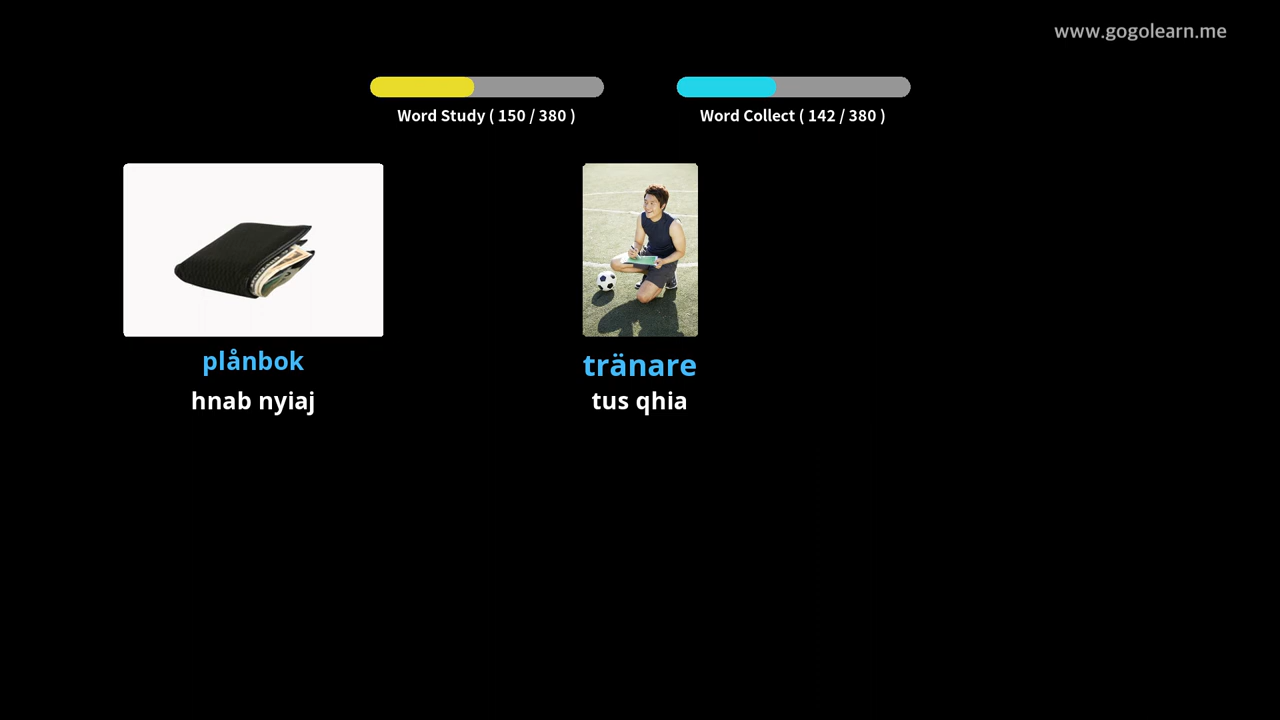 www.gogolearn.me
Word Study ( 150 / 380 )
Word Collect ( 142 / 380 )
plånbok
hnab nyiaj
tränare
tus qhia